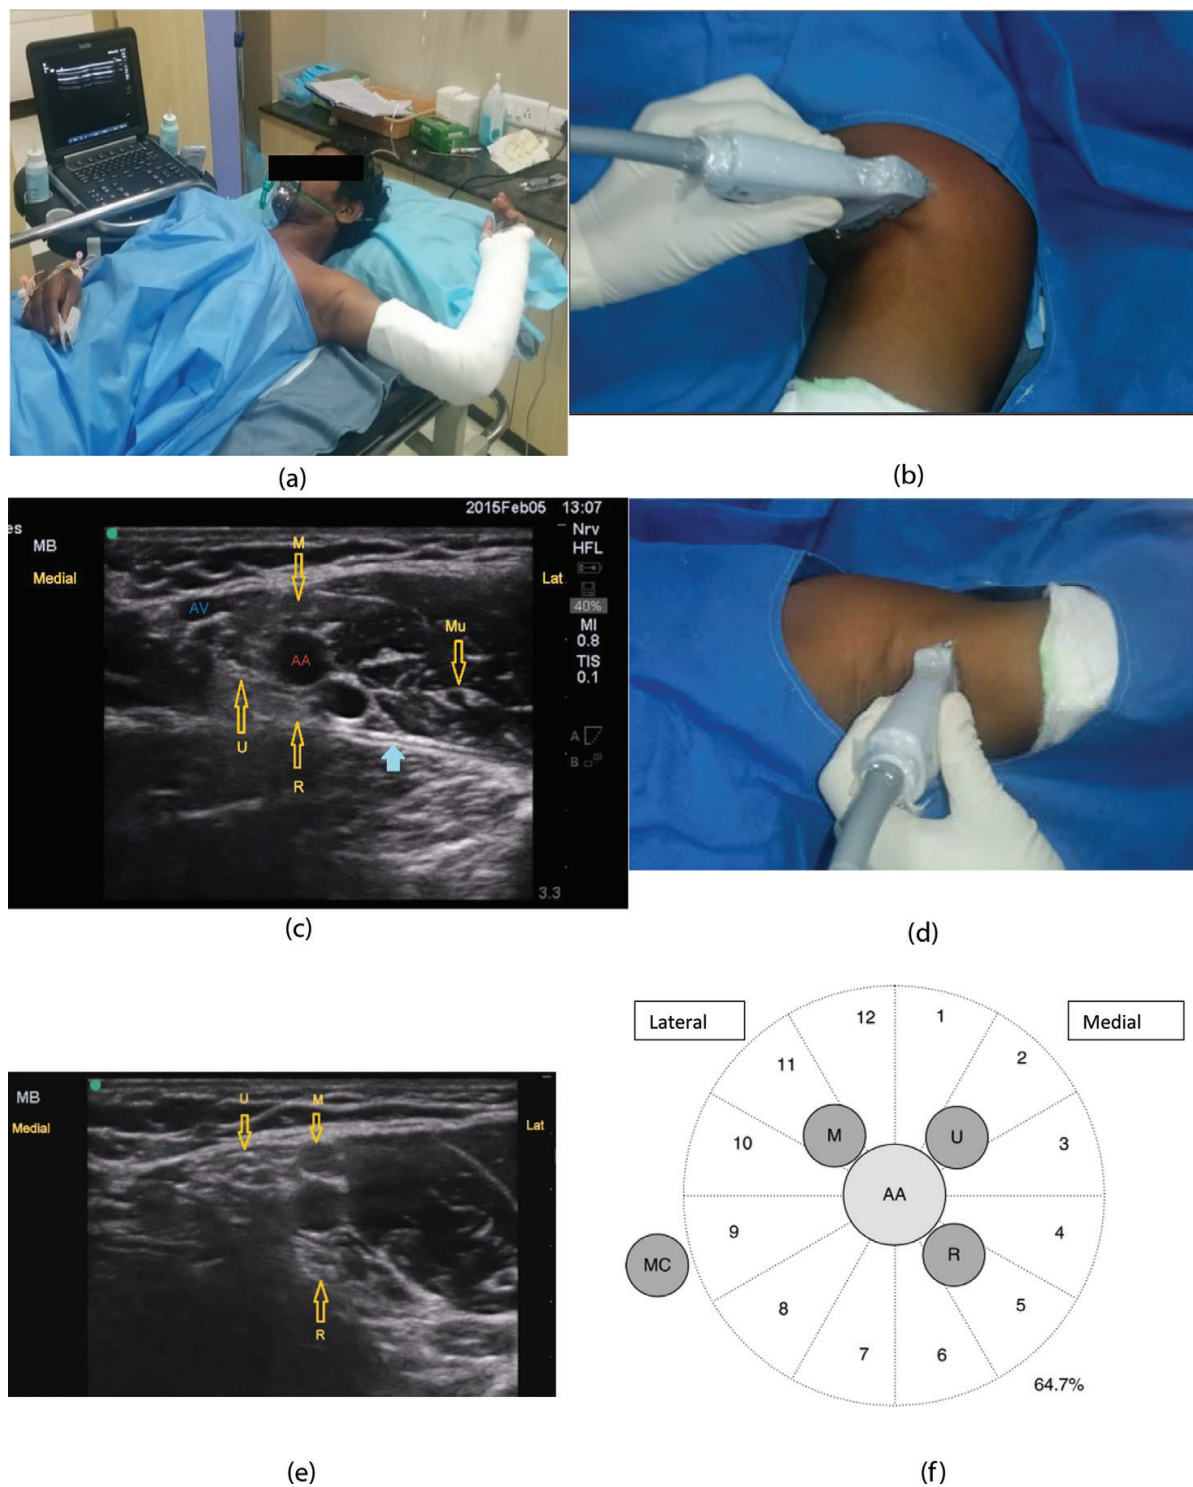 (a)
(b)
2015Feb05 13:07
es
MB
Medial
M
Lat
Nrv
HFL
40%
MI
0.8
TIS
0.1
AV
AA
Mu
U
R
A
B
3.3
(c)
(d)
MB
Medial
U
M
Lat
R
(e)
Lateral
Medial
12
1
11
2
M
U
10
3
AA
9
4
MC
R
8
5
7
6
64.7%
(f)